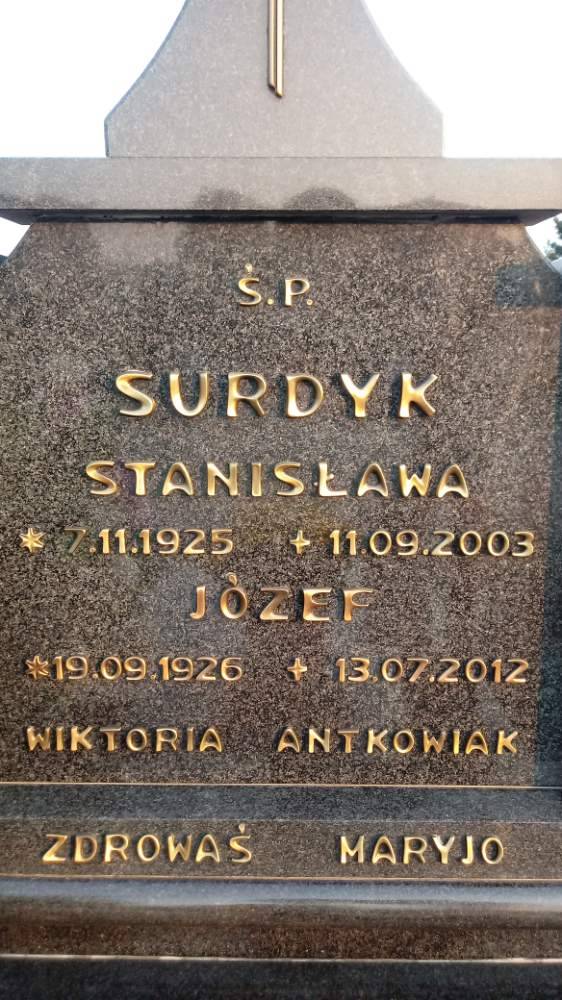 Ś.P.
SURDYK
STANISŁAWA
* 7.11.1925 + 11.09.2003
JÓZEF
*19.09.1926 + 13.07.2012
WIKTORIA ANTKOWIAK
ZDROWAŚ MARYJO